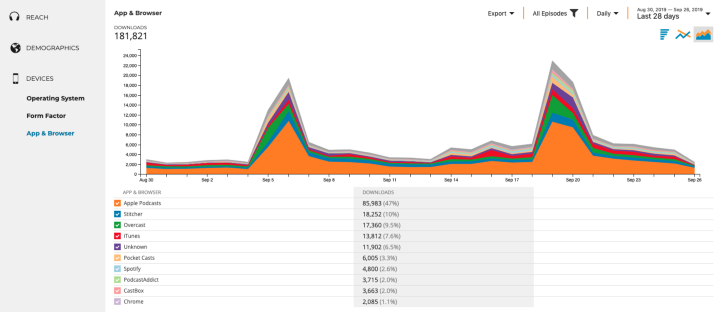 REACH
DEMOGRAPHICS
DEVICES
Operating System
Form Factor
App & Browser
App & Browser
Export
All Episodes
Daily
Aug 30, 2019 — Sep 26, 2019
Last 28 days
DOWNLOADS
181,821
24,000
22,000
20,000
18,000
16,000
14,000
12,000
10,000
8,000
6,000
4,000
2,000
0
Aug 30 Sep 2 Sep 5 Sep 8 Sep 11 Sep 14 Sep 17 Sep 20 Sep 23 Sep 26
APP & BROWSER DOWNLOADS
Apple Podcasts 85,983 (47%)
Stitcher 18,252 (10%)
Overcast 17,360 (9.5%)
iTunes 13,812 (7.6%)
Unknown 11,902 (6.5%)
Pocket Casts 6,005 (3.3%)
Spotify 4,800 (2.6%)
PodcastAddict 3,715 (2.0%)
CastBox 3,663 (2.0%)
Chrome 2,085 (1.1%)